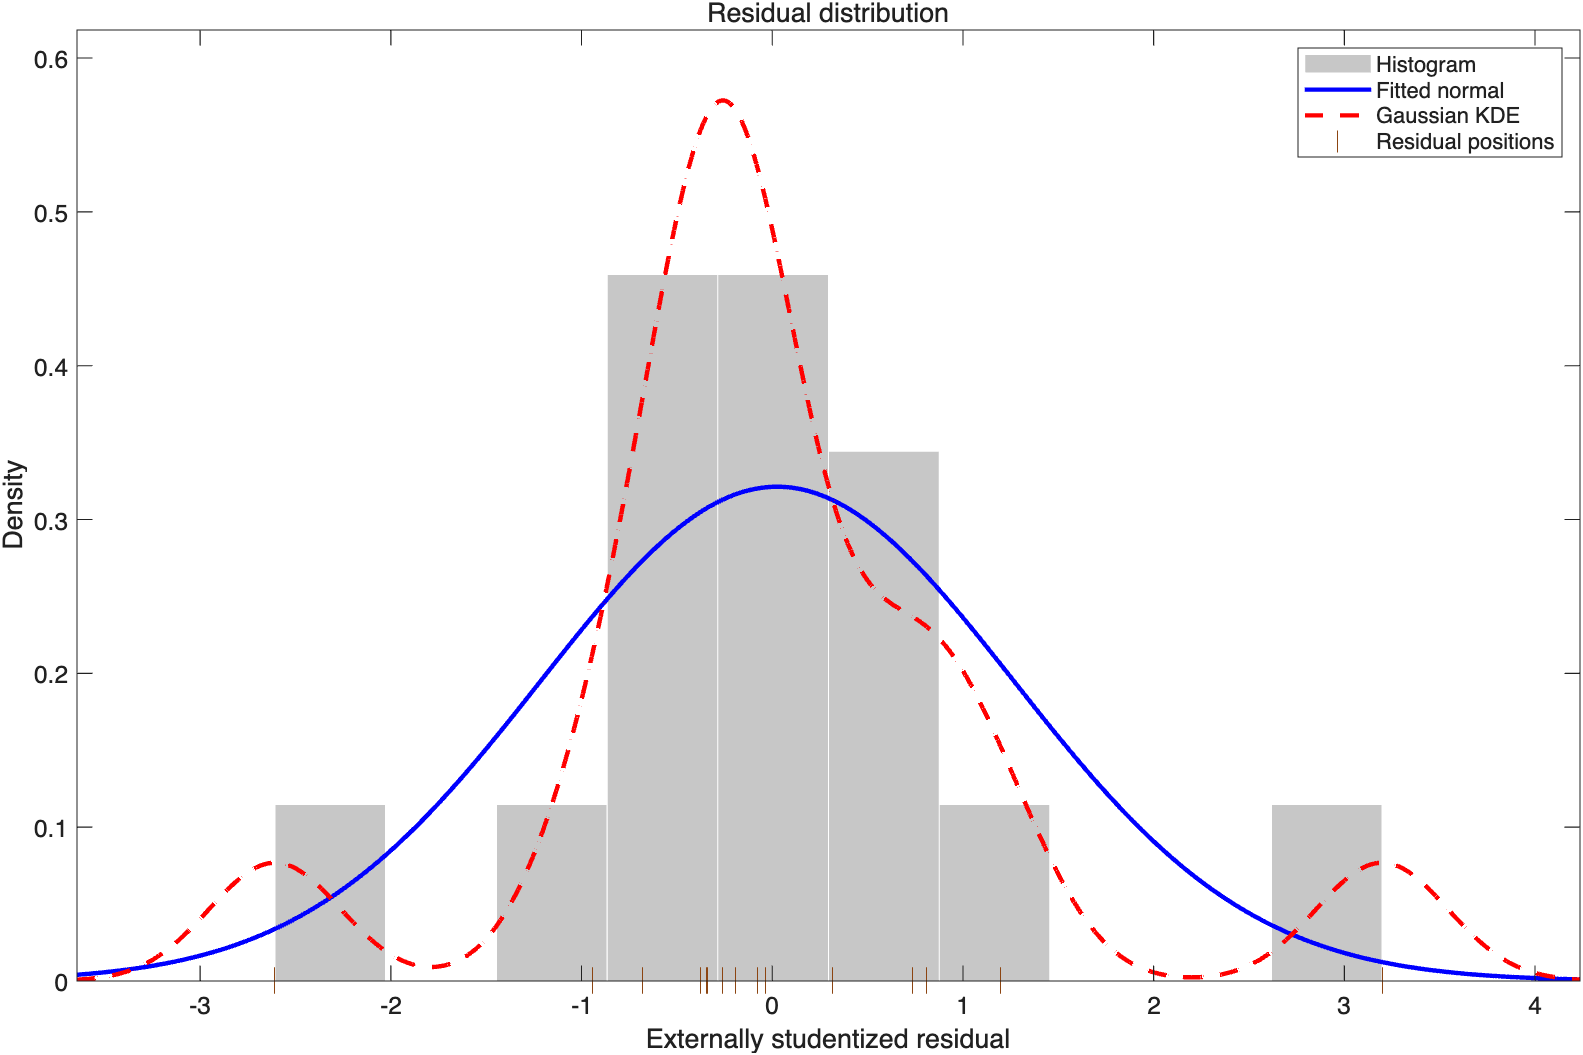 Residual distribution
Histogram
Fitted normal
Gaussian KDE
Residual positions
Density
0.6
0.5
0.4
0.3
0.2
0.1
0
-3 -2 -1 0 1 2 3 4
Externally studentized residual